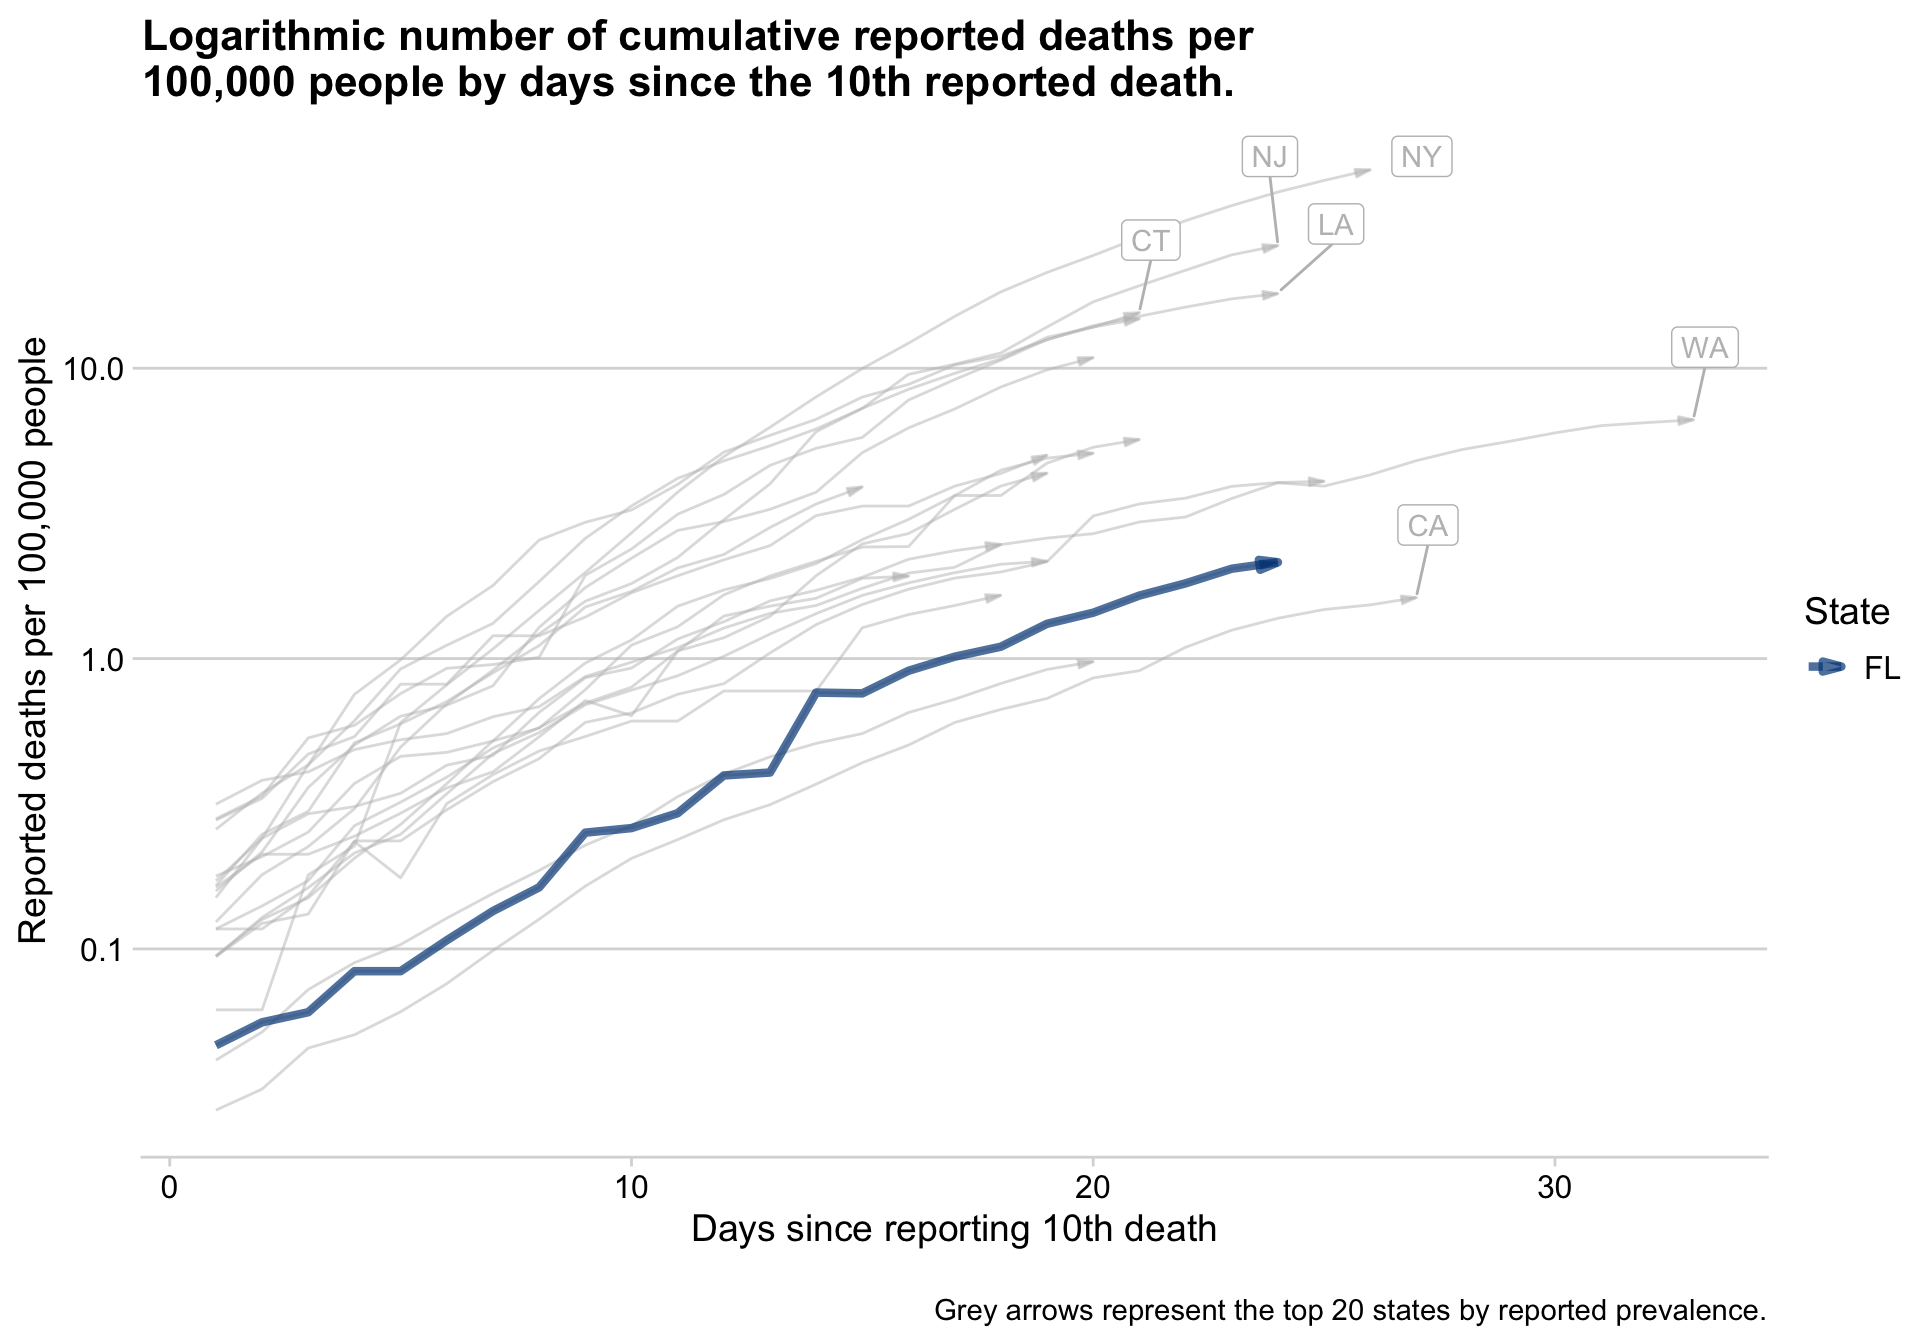 Logarithmic number of cumulative reported deaths per
100,000 people by days since the 10th reported death.
NJ
NY
LA
CT
WA
CA
Reported deaths per 100,000 people
10.0
1.0
0.1
State
FL
0
10
20
30
Days since reporting 10th death
Grey arrows represent the top 20 states by reported prevalence.